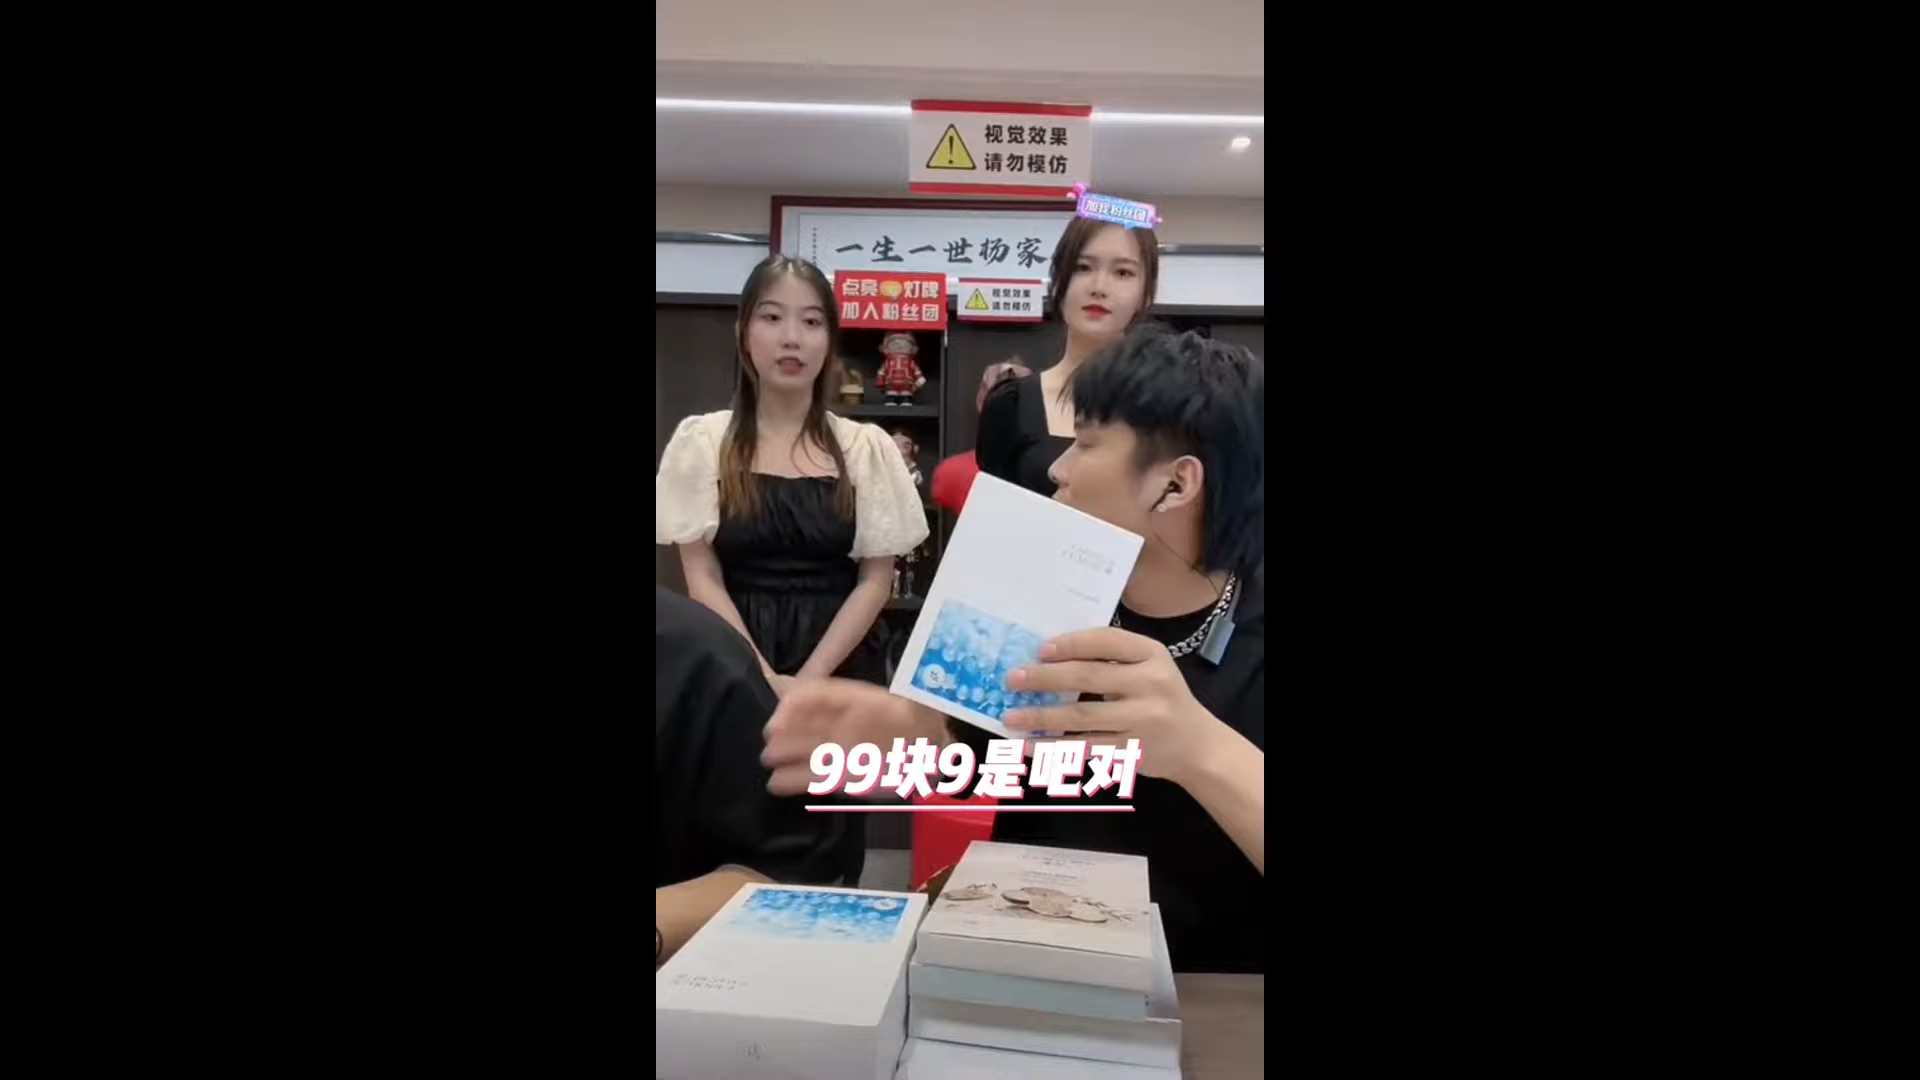 视觉效果
请勿模仿
加我粉丝团
一生一世杨家
点亮灯牌
加入粉丝团
视觉效果
请勿模仿
99块9是吧对